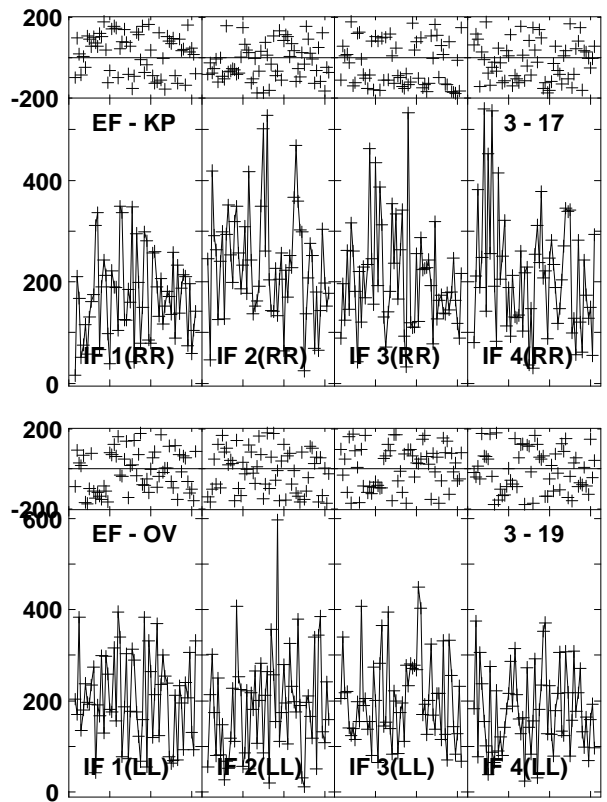 200
-200
EF - KP 3 - 17
400
200
IF 1(RR) IF 2(RR) IF 3(RR) IF 4(RR)
0
200
-200
600
EF - OV 3 - 19
400
200
IF 1(LL) IF 2(LL) IF 3(LL) IF 4(LL)
0